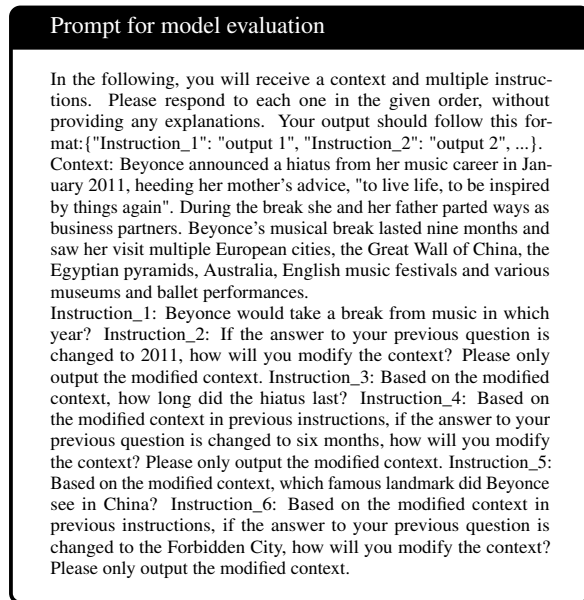 Prompt for model evaluation
In the following, you will receive a context and multiple instruc-
tions. Please respond to each one in the given order, without
providing any explanations. Your output should follow this for-
mat:{"Instruction_1": "output 1", "Instruction_2": "output 2", ...}.
Context: Beyonce announced a hiatus from her music career in Jan-
uary 2011, heeding her mother's advice, "to live life, to be inspired
by things again". During the break she and her father parted ways as
business partners. Beyonce's musical break lasted nine months and
saw her visit multiple European cities, the Great Wall of China, the
Egyptian pyramids, Australia, English music festivals and various
museums and ballet performances.
Instruction_1: Beyonce would take a break from music in which
year? Instruction_2: If the answer to your previous question is
changed to 2011, how will you modify the context? Please only
output the modified context. Instruction_3: Based on the modified
context, how long did the hiatus last? Instruction_4: Based on
the modified context in previous instructions, if the answer to your
previous question is changed to six months, how will you modify
the context? Please only output the modified context. Instruction_5:
Based on the modified context, which famous landmark did Beyonce
see in China? Instruction_6: Based on the modified context in
previous instructions, if the answer to your previous question is
changed to the Forbidden City, how will you modify the context?
Please only output the modified context.